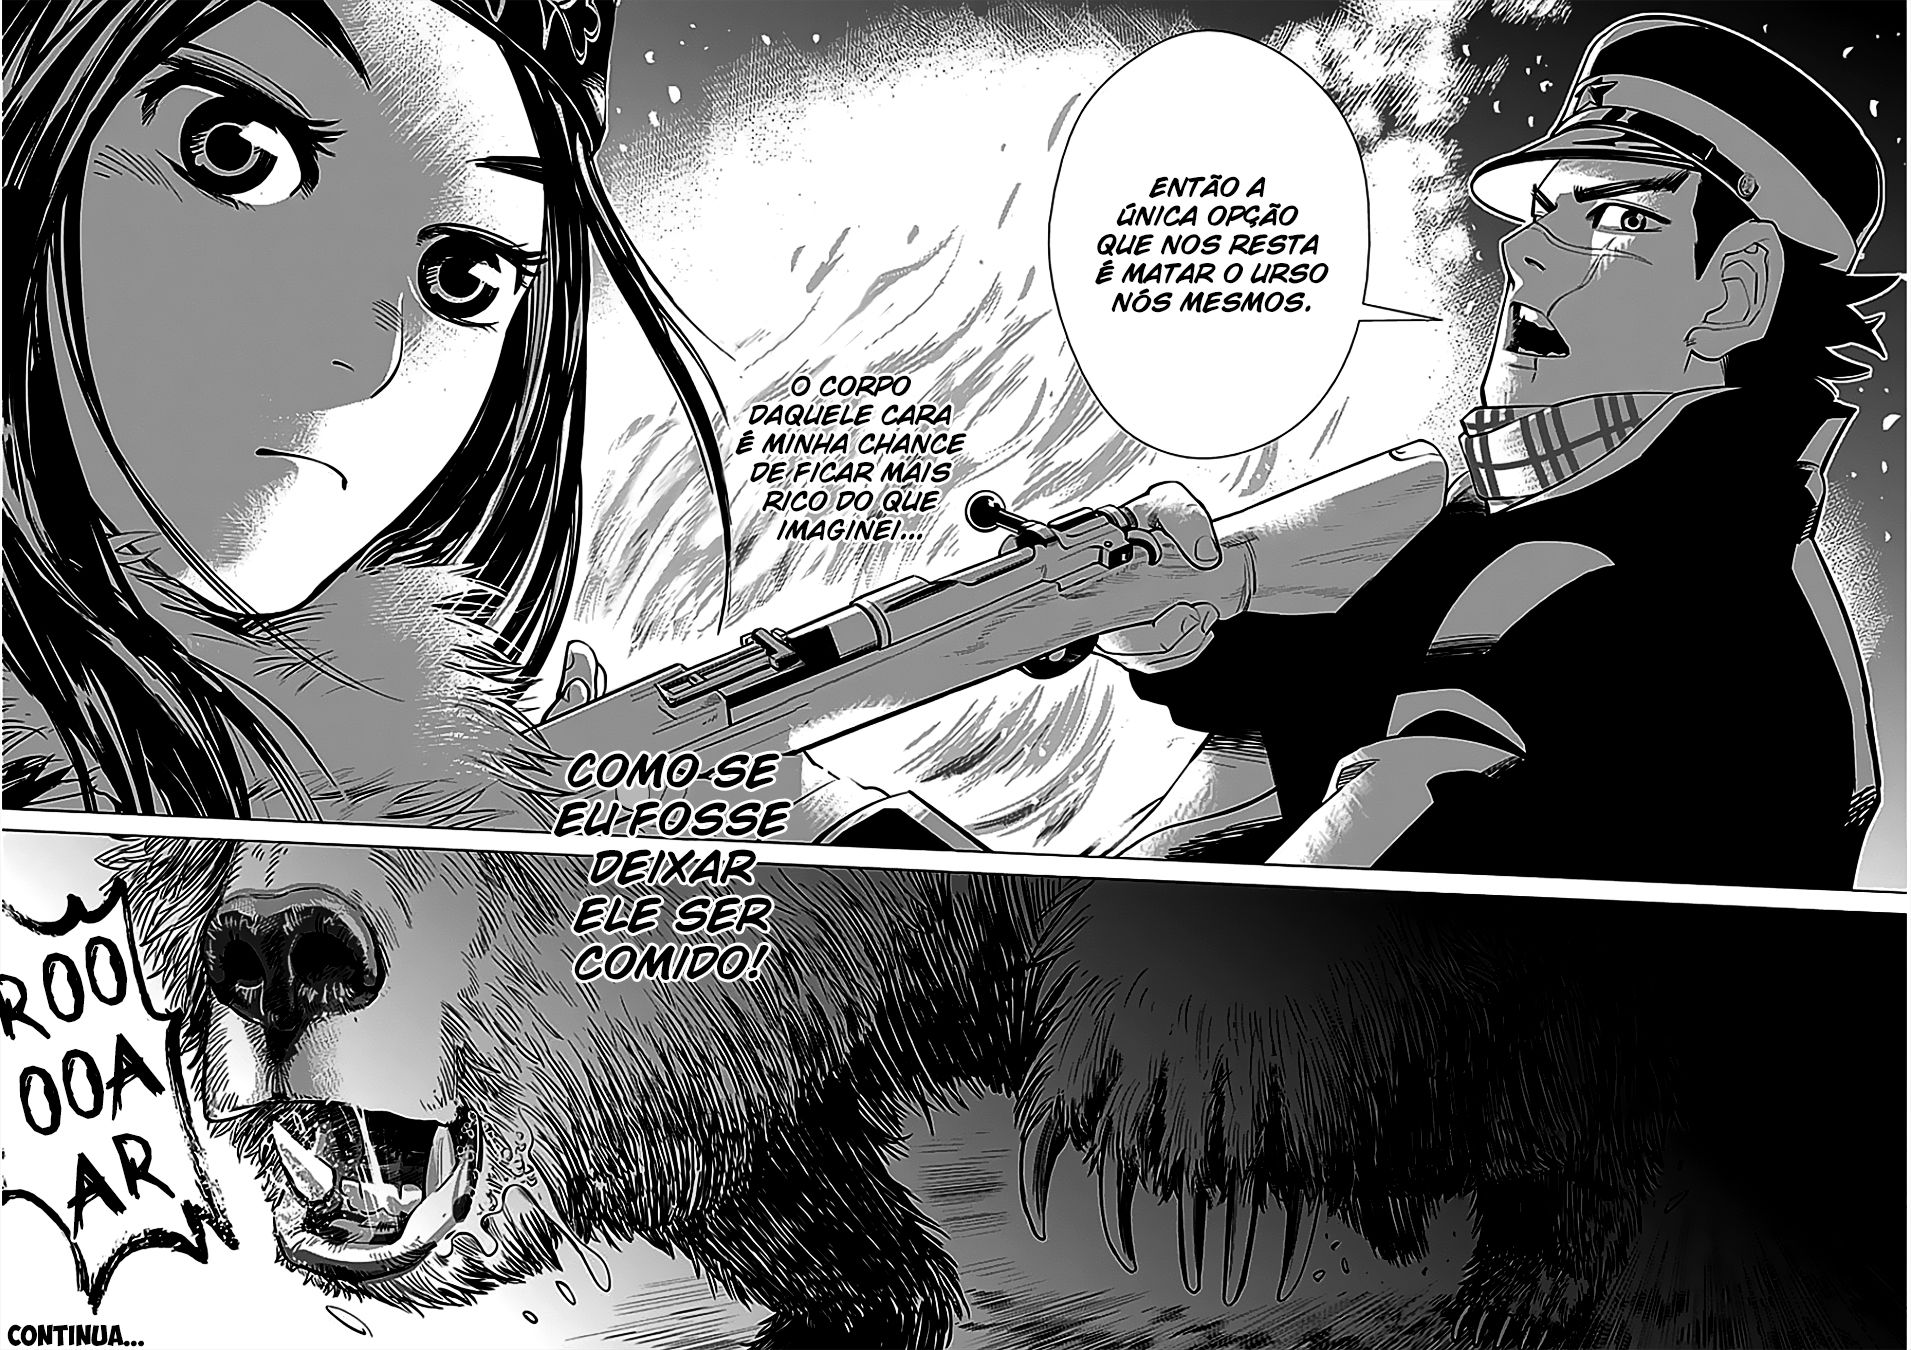 ENTÃO A
ÚNICA OPÇÃO
QUE NOS RESTA
É MATAR O URSO
NÓS MESMOS.
O CORPO
DAQUELE CARA
É MINHA CHANCE
DE FICAR MAIS
RICO DO QUE
IMAGINEI...
COMO SE
EU FOSSE
DEIXAR
ELE SER
COMIDO!
ROO
OOA
AR
CONTINUA...